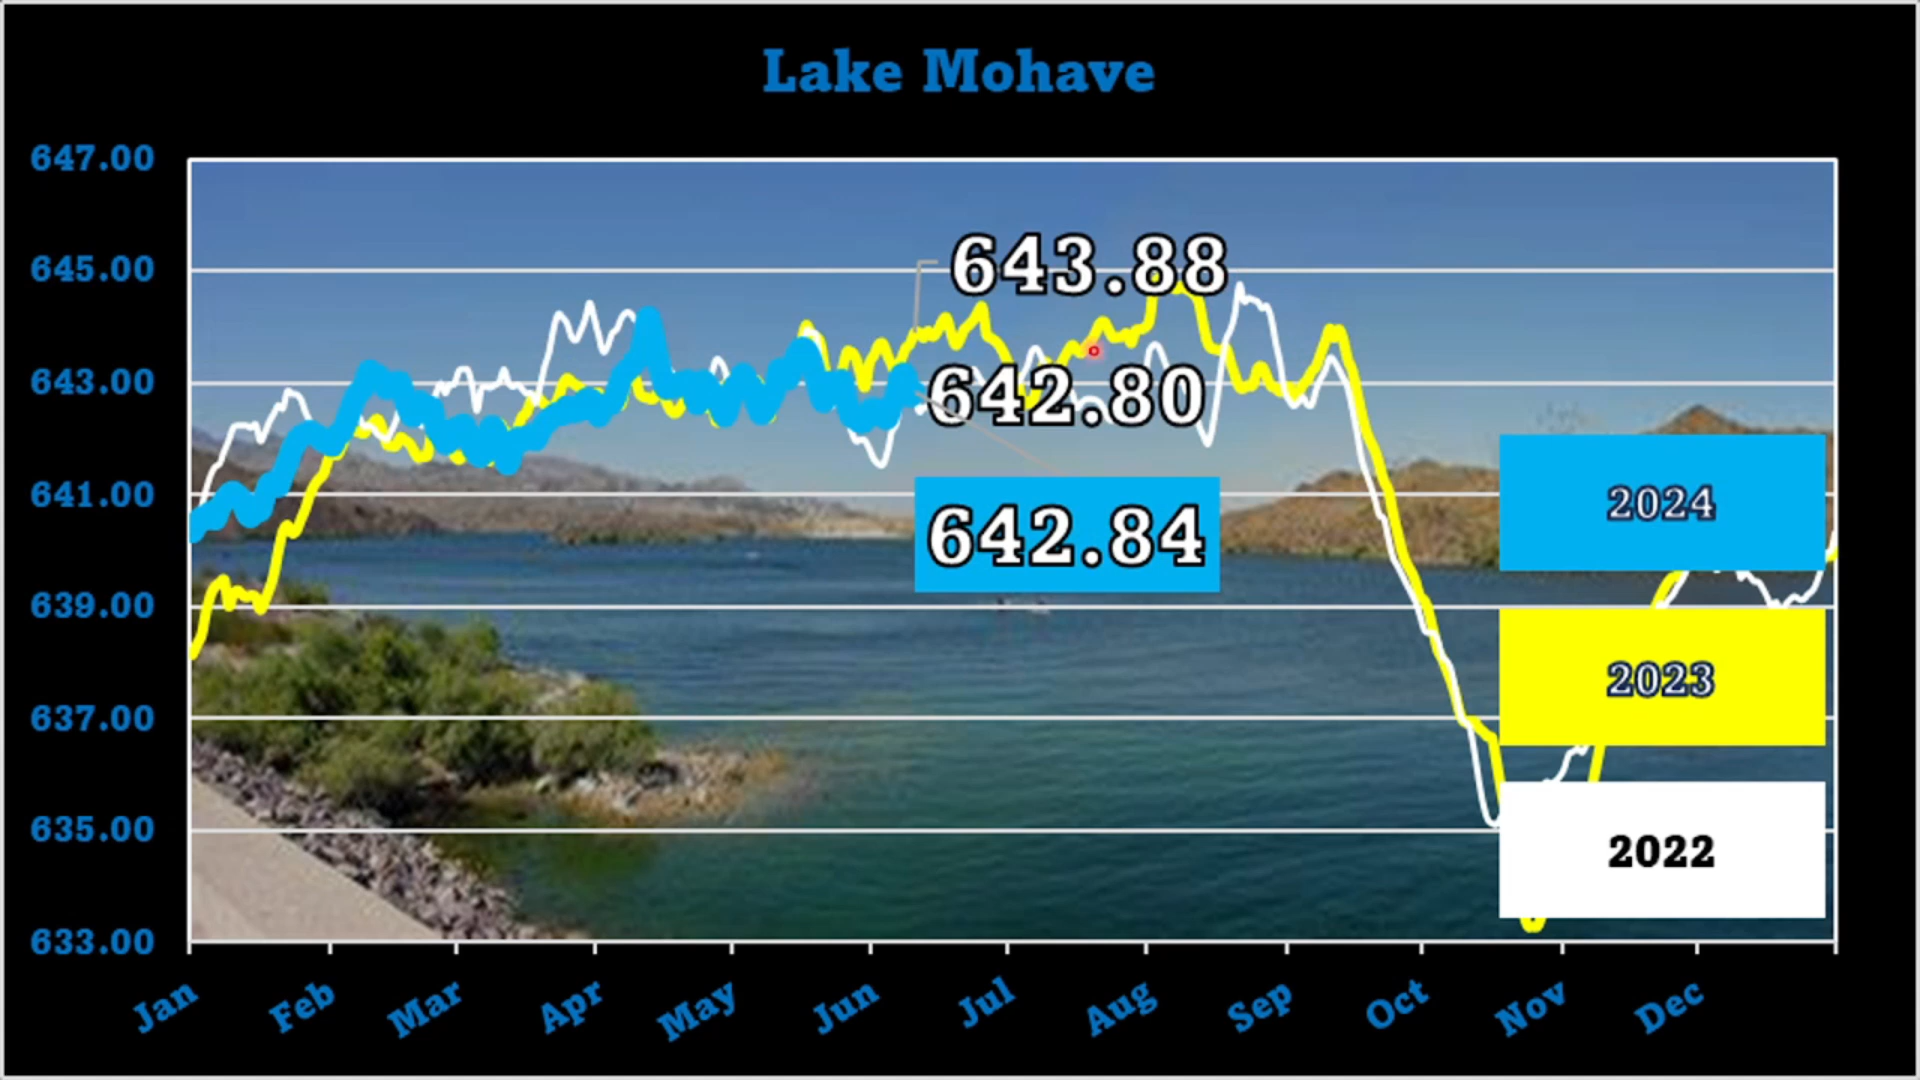 Lake Mohave
647.00
645.00
643.00
641.00
639.00
637.00
635.00
633.00
643.88
642.80
642.84
2024
2023
2022
Jan
Feb
Mar
Apr
May
Jun
Jul
Aug
Sep
Oct
Nov
Dec